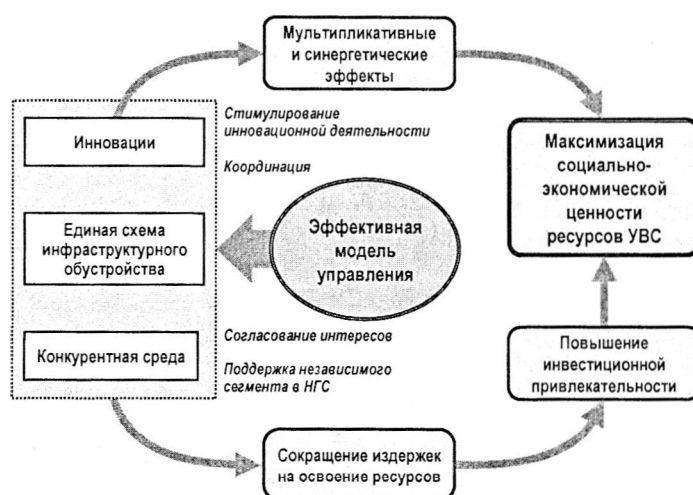 Мультипликативные
и синергетические
эффекты
Стимулирование
инновационной деятельности
Инновации
Координация
Максимизация
социально-
экономической
ценности
ресурсов УВС
Единая схема
инфраструктурного
обустройства
Эффективная
модель
управления
Согласование интересов
Конкурентная среда
Поддержка независимого
сегмента в НГС
Повышение
инвестиционной
привлекательности
Сокращение издержек
на освоение ресурсов